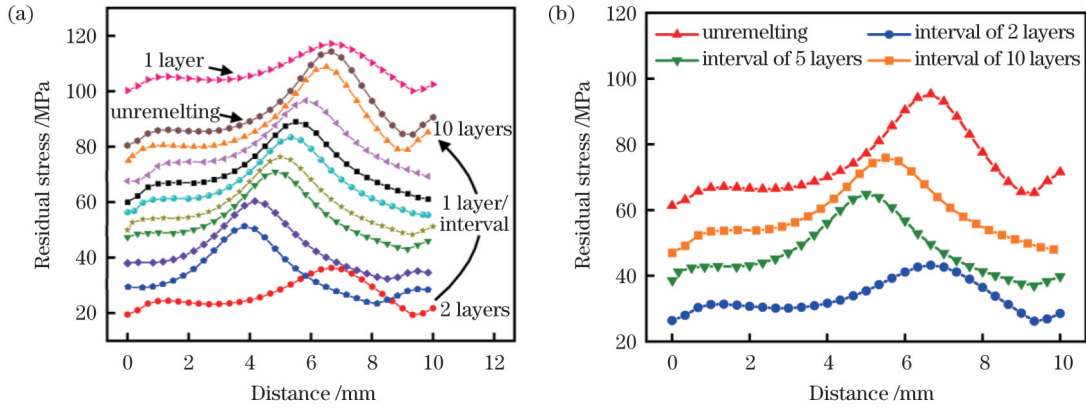 (a)
120
100
80
60
40
20
Residual stress /MPa
0
2
4
6
8
10
12
Distance /mm
1 layer
unremelting
10 layers
1 layer/
interval
2 layers
(b)
120
100
80
60
40
20
Residual stress /MPa
0
2
4
6
8
10
Distance /mm
unremelting
interval of 2 layers
interval of 5 layers
interval of 10 layers